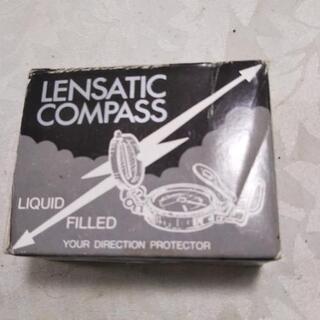 LENSATIC
COMPASS
LIQUID
FILLED
YOUR DIRECTION PROTECTOR